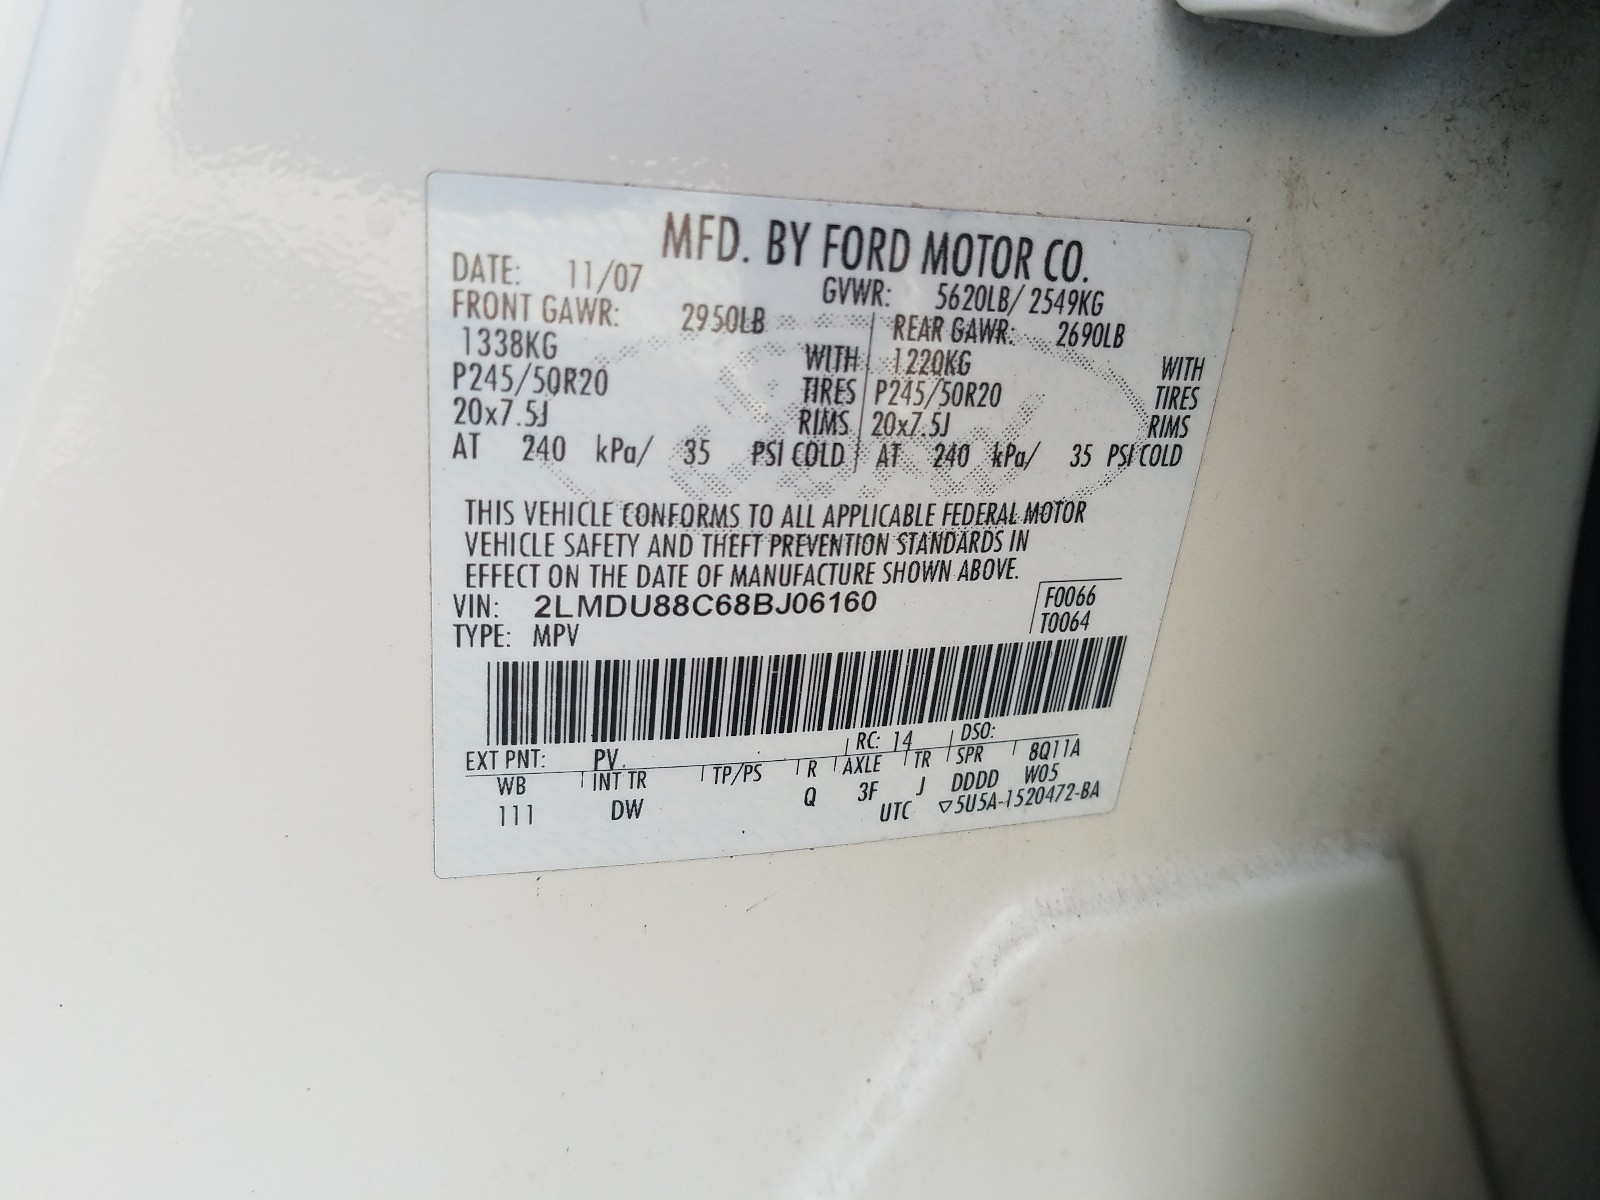 MFD. BY FORD MOTOR CO.
DATE: 11/07 GVWR: 5620LB/ 2549KG
FRONT GAWR: 2950LB REAR GAWR: 2690LB
1338KG WITH 1220KG WITH
P245/50R20 TIRES P245/50R20 TIRES
20x7.5J RIMS 20x7.5J RIMS
AT 240 kPa/ 35 PSI COLD AT 240 kPa/ 35 PSI COLD
THIS VEHICLE CONFORMS TO ALL APPLICABLE FEDERAL MOTOR
VEHICLE SAFETY AND THEFT PREVENTION STANDARDS IN
EFFECT ON THE DATE OF MANUFACTURE SHOWN ABOVE.
VIN: 2LMDU88C68BJ06160 F0066
TYPE: MPV T0064
EXT PNT: PV RC: 14 DSO:
WB INT TR TP/PS R AXLE TR SPR 8Q11A
111 DW Q 3F J DDDD W05
UTC ▽5U5A-1520472-BA